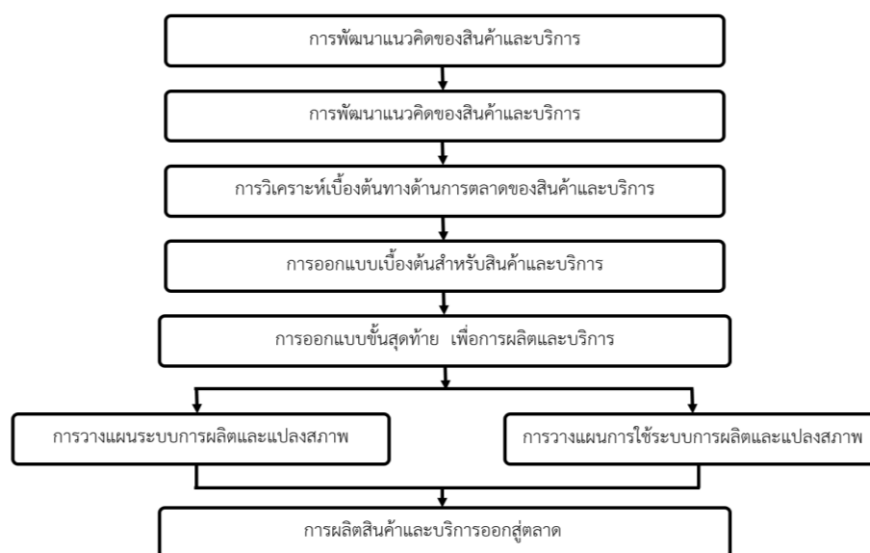 การพัฒนาแนวคิดของสินค้าและบริการ
การพัฒนาแนวคิดของสินค้าและบริการ
การวิเคราะห์เบื้องต้นทางด้านการตลาดของสินค้าและบริการ
การออกแบบเบื้องต้นสำหรับสินค้าและบริการ
การออกแบบขั้นสุดท้าย เพื่อการผลิตและบริการ
การวางแผนระบบการผลิตและแปลงสภาพ
การวางแผนการใช้ระบบการผลิตและแปลงสภาพ
การผลิตสินค้าและบริการออกสู่ตลาด